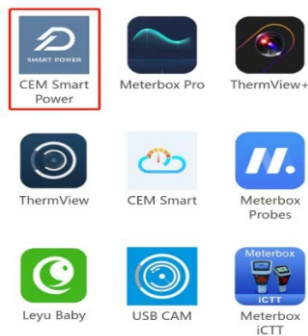 SMART POWER
CEM Smart
Power
Meterbox Pro
ThermView+
ThermView
CEM Smart
Meterbox
Probes
Leyu Baby
USB CAM
Meterbox
iCTT
Meterbox
iCTT